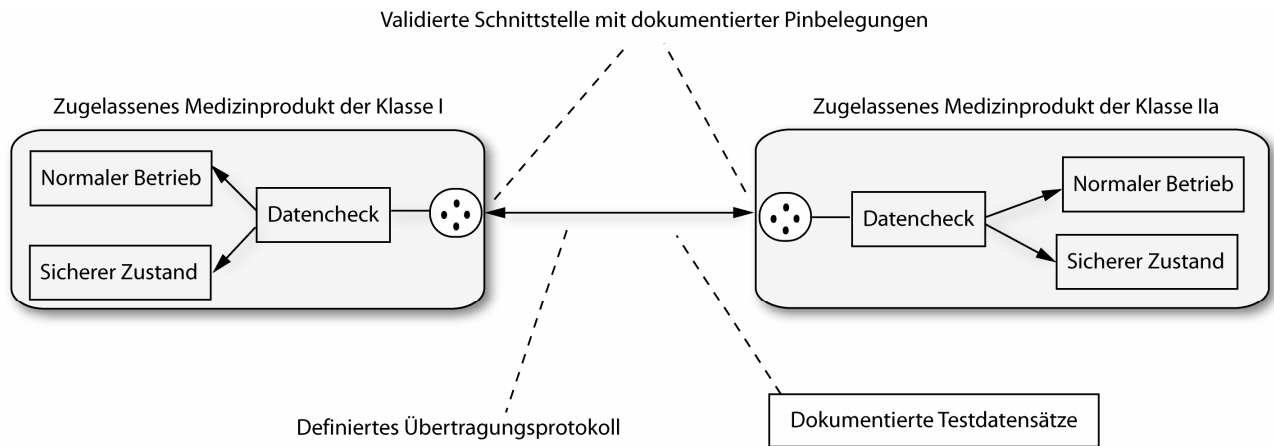 Validierte Schnittstelle mit dokumentierter Pinbelegungen
Zugelassenes Medizinprodukt der Klasse I
Zugelassenes Medizinprodukt der Klasse IIa
Normaler Betrieb
Datencheck
Sicherer Zustand
Datencheck
Normaler Betrieb
Sicherer Zustand
Definiertes Übertragungsprotokoll
Dokumentierte Testdatensätze